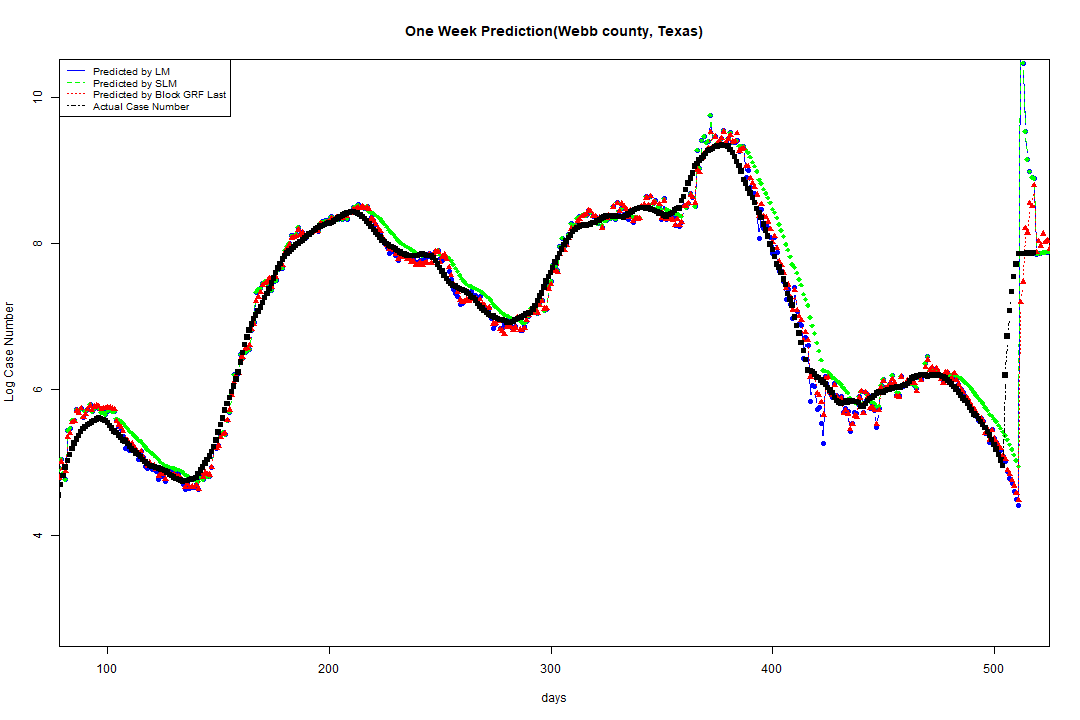 One Week Prediction(Webb county, Texas)
Predicted by LM
Predicted by SLM
Predicted by Block GRF Last
Actual Case Number
10
8
6
4
Log Case Number
100 200 300 400 500
days